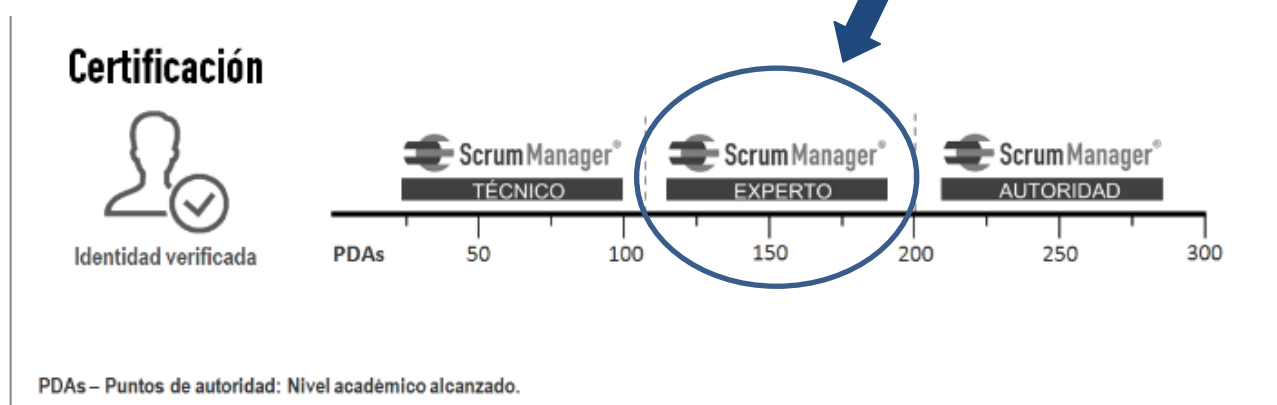 Certificación
Identidad verificada
ScrumManager®
TÉCNICO
ScrumManager®
EXPERTO
ScrumManager®
AUTORIDAD
PDAs 50 100 150 200 250 300
PDAs – Puntos de autoridad: Nivel académico alcanzado.